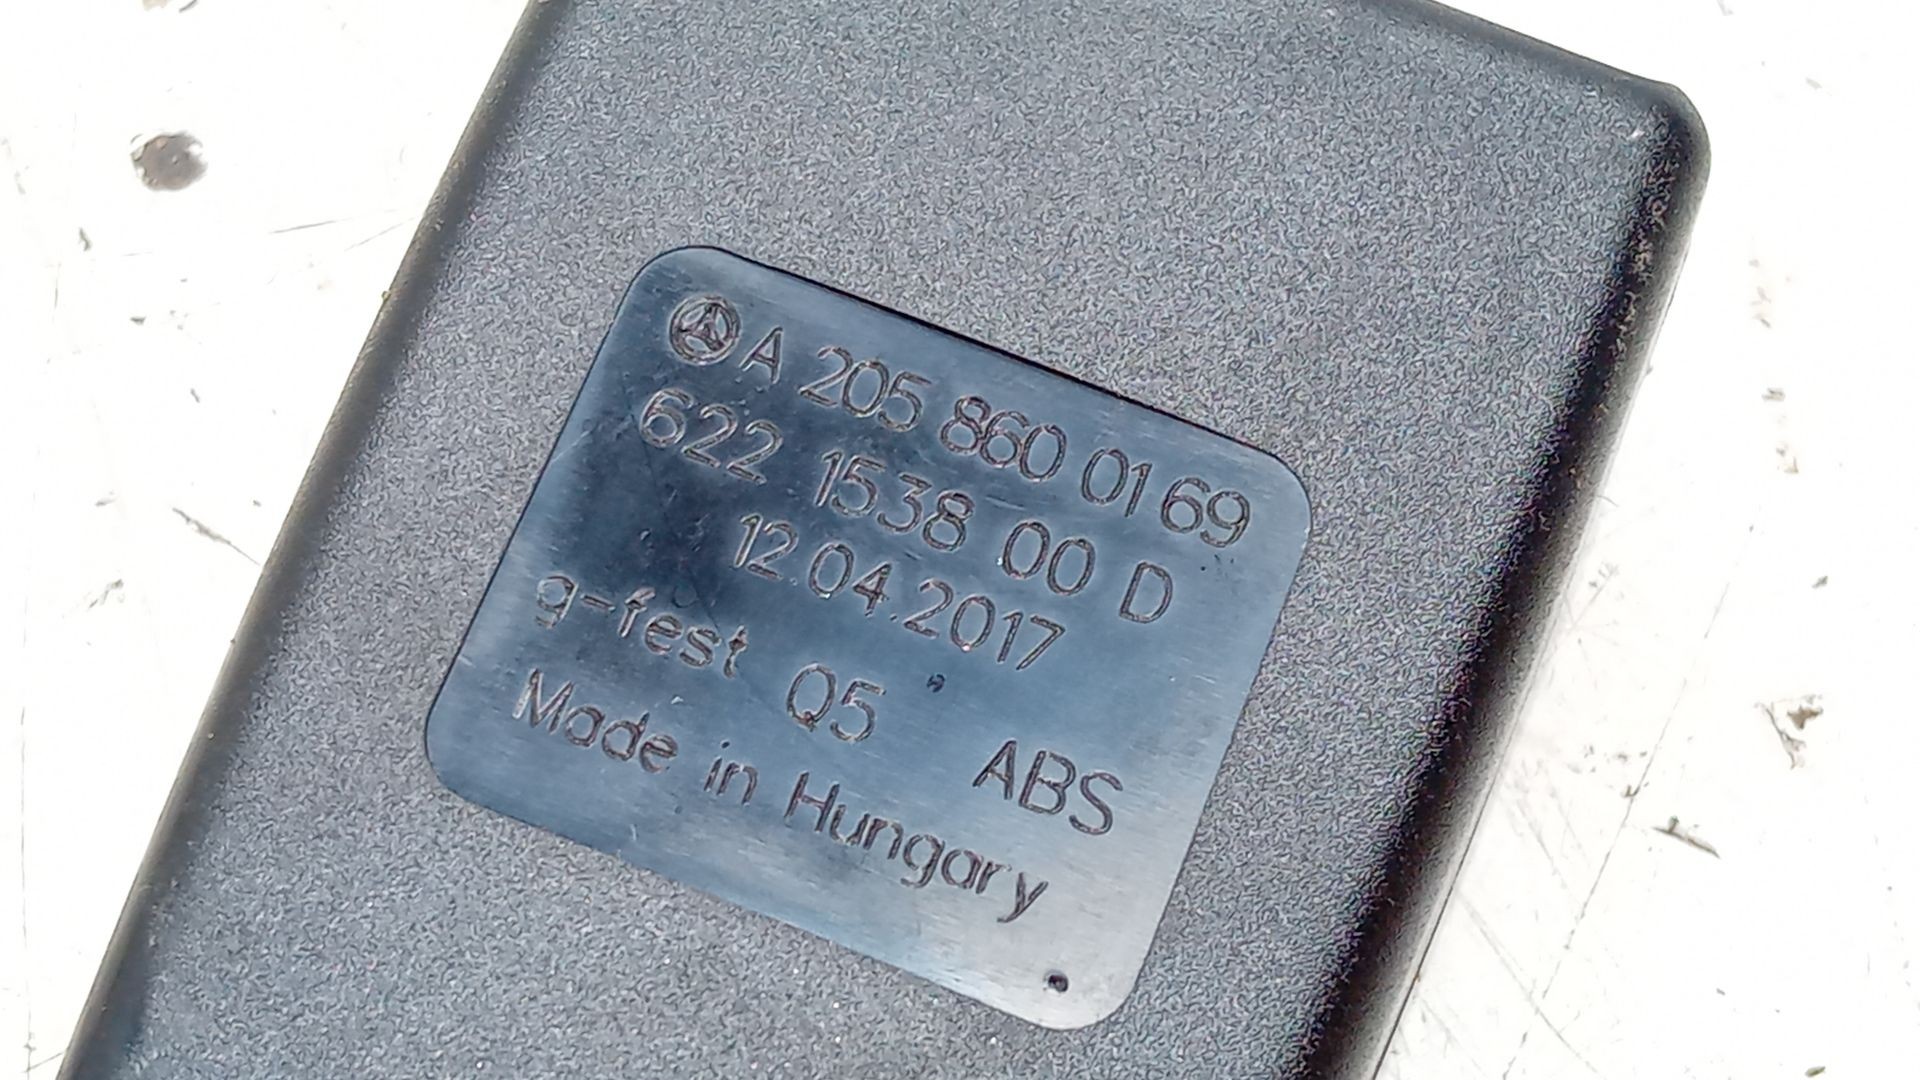 A 205 860 01 69
622 1538 00 D
12.04.2017
g-fest Q5 ABS
Made in Hungary